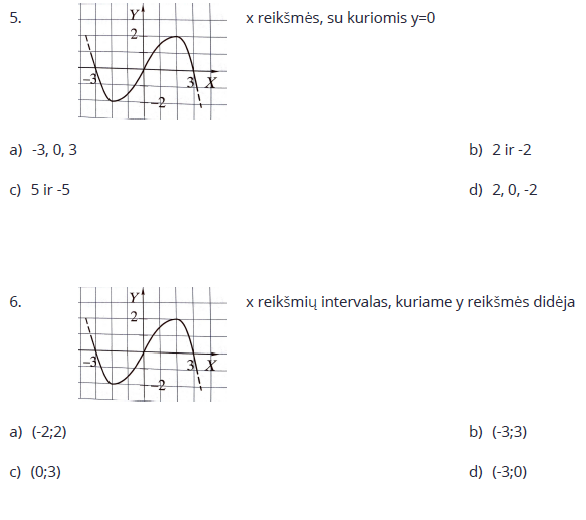 5.
Y
2
-3
3
X
-2
x reikšmės, su kuriomis y=0
a) -3, 0, 3
b) 2 ir -2
c) 5 ir -5
d) 2, 0, -2
6.
Y
2
-3
3
X
-2
x reikšmių intervalas, kuriame y reikšmės didėja
a) (-2;2)
b) (-3;3)
c) (0;3)
d) (-3;0)